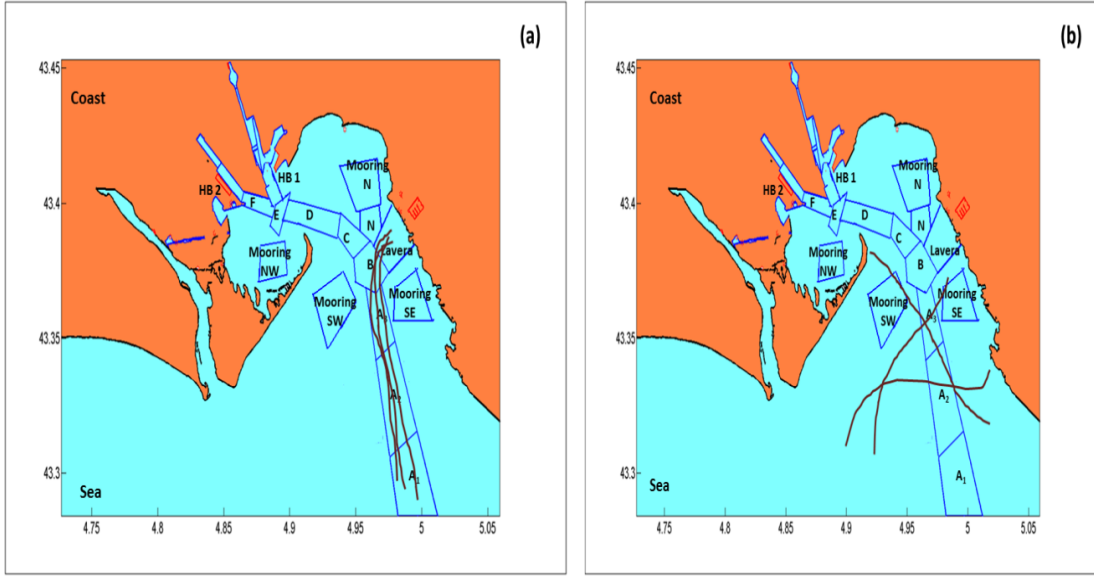 (a)
43.45
Coast
Mooring
N
HB 1
HB 2
F
E
D
N
43.4
C
Lavera
Mooring
NW
B
Mooring
SW
Mooring
SE
A3
43.35
A2
43.3
A1
Sea
4.75 4.8 4.85 4.9 4.95 5 5.05
(b)
43.45
Coast
Mooring
N
HB 1
HB 2
F
E
D
N
43.4
C
Lavera
Mooring
NW
B
Mooring
SW
Mooring
SE
A3
43.35
A2
43.3
A1
Sea
4.75 4.8 4.85 4.9 4.95 5 5.05